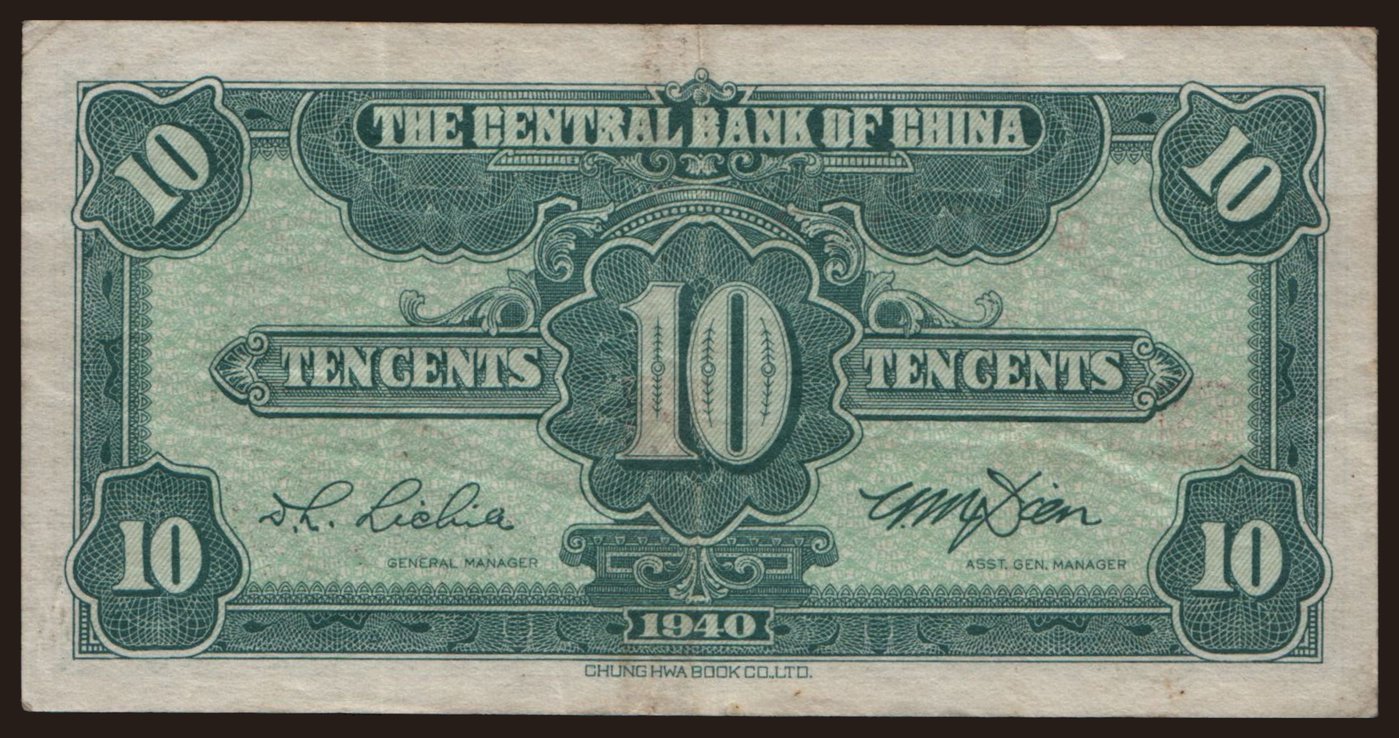 10 THE CENTRAL BANK OF CHINA 10
TEN CENTS 10 TEN CENTS
GENERAL MANAGER ASST. GEN. MANAGER
10 10
1940
CHUNG HWA BOOK CO., LTD.